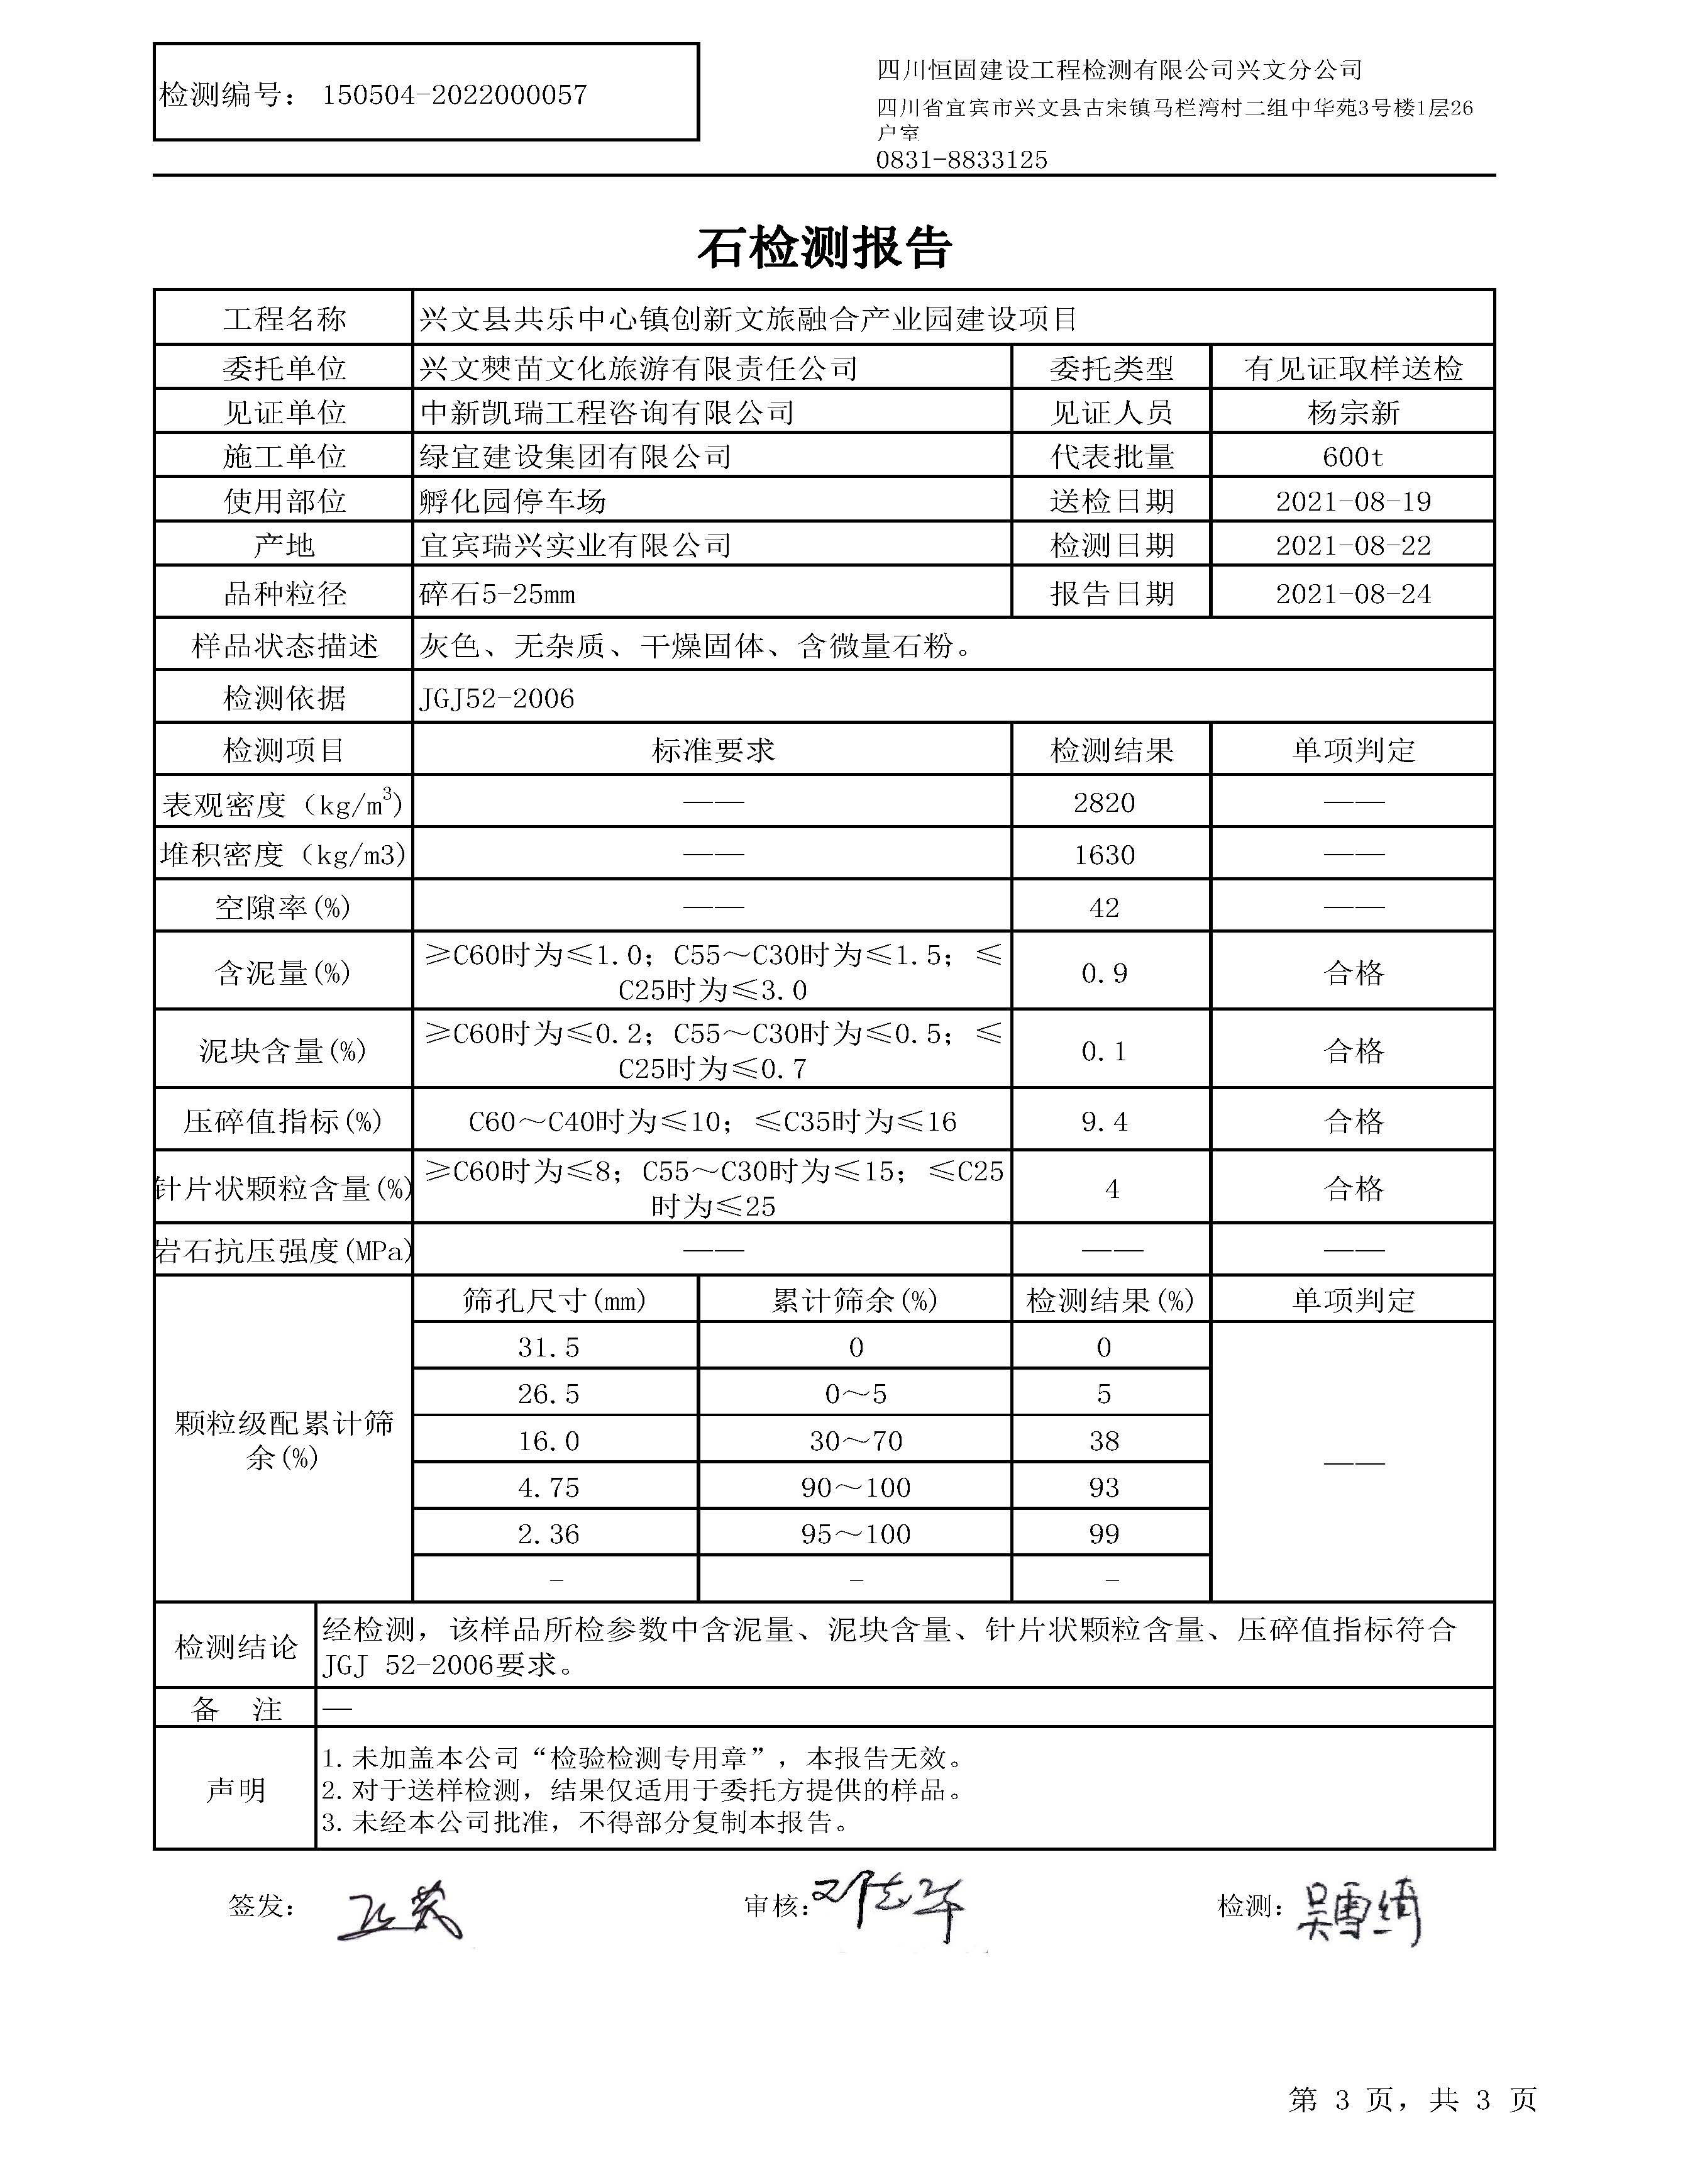 检测编号： 150504-2022000057
四川恒固建设工程检测有限公司兴文分公司
四川省宜宾市兴文县古宋镇马栏湾村二组中华苑3号楼1层26
户室
0831-8833125
石检测报告
工程名称 兴文县共乐中心镇创新文旅融合产业园建设项目
委托单位 兴文僰苗文化旅游有限责任公司 委托类型 有见证取样送检
见证单位 中新凯瑞工程咨询有限公司 见证人员 杨宗新
施工单位 绿宜建设集团有限公司 代表批量 600t
使用部位 孵化园停车场 送检日期 2021-08-19
产地 宜宾瑞兴实业有限公司 检测日期 2021-08-22
品种粒径 碎石5-25mm 报告日期 2021-08-24
样品状态描述 灰色、无杂质、干燥固体、含微量石粉。
检测依据 JGJ52-2006
检测项目 标准要求 检测结果 单项判定
表观密度（kg/m³) —— 2820 ——
堆积密度（kg/m3) —— 1630 ——
空隙率(%) —— 42 ——
含泥量(%) ≥C60时为≤1.0；C55～C30时为≤1.5；≤
C25时为≤3.0 0.9 合格
泥块含量(%) ≥C60时为≤0.2；C55～C30时为≤0.5；≤
C25时为≤0.7 0.1 合格
压碎值指标(%) C60～C40时为≤10；≤C35时为≤16 9.4 合格
针片状颗粒含量(%) ≥C60时为≤8；C55～C30时为≤15；≤C25
时为≤25 4 合格
岩石抗压强度(MPa) —— —— ——
筛孔尺寸(mm) 累计筛余(%) 检测结果(%) 单项判定
31.5 0 0
26.5 0～5 5
颗粒级配累计筛
余(%)
16.0 30～70 38 ——
4.75 90～100 93
2.36 95～100 99
- - -
检测结论 经检测，该样品所检参数中含泥量、泥块含量、针片状颗粒含量、压碎值指标符合
JGJ 52-2006要求。
备 注 —
声明 1.未加盖本公司“检验检测专用章”，本报告无效。
2.对于送样检测，结果仅适用于委托方提供的样品。
3.未经本公司批准，不得部分复制本报告。
签发： 审核： 检测：吴雪绮
第 3 页，共 3 页